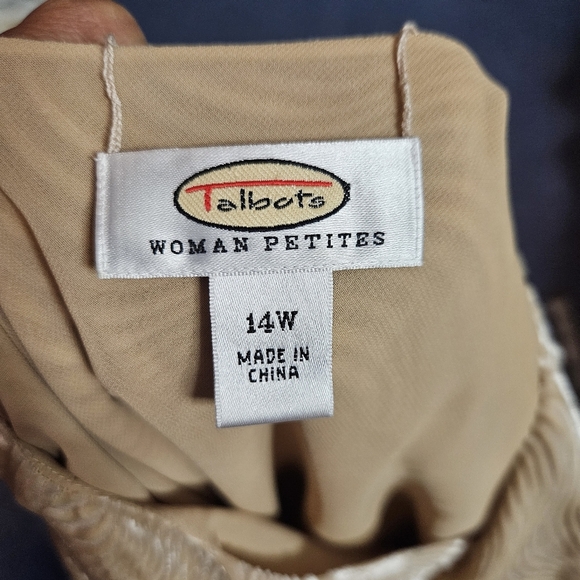 Talbots
WOMAN PETITES
14W
MADE IN
CHINA